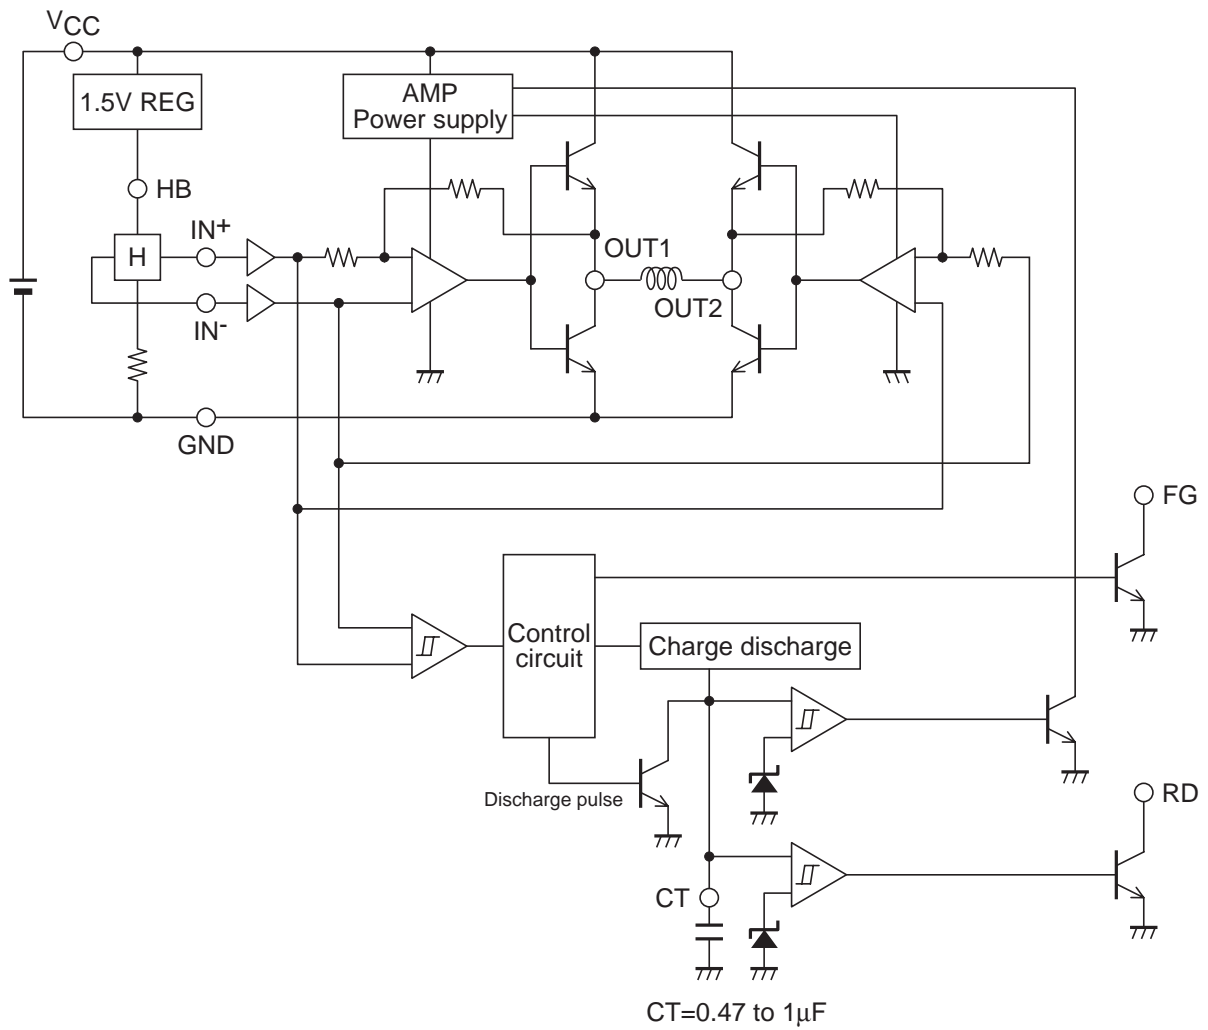 VCC
1.5V REG
AMP
Power supply
HB
IN+
H
OUT1
OUT2
IN-
GND
FG
Control
circuit
Charge discharge
Discharge pulse
RD
CT
CT=0.47 to 1μF